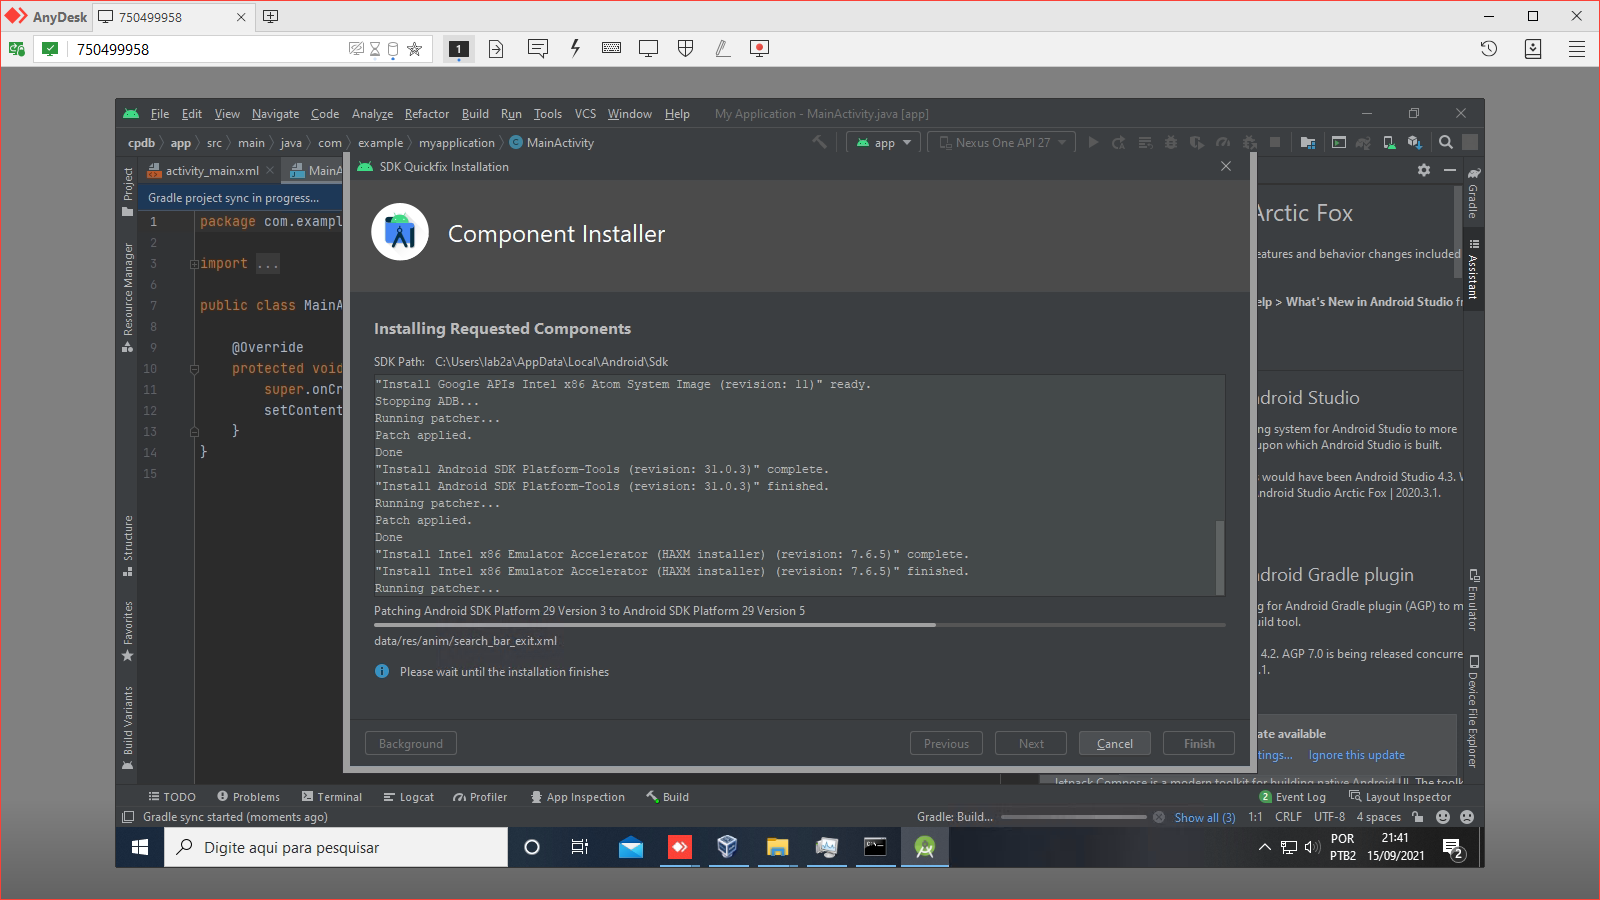 AnyDesk
750499958
750499958
1
File Edit View Navigate Code Analyze Refactor Build Run Tools VCS Window Help My Application - MainActivity.java [app]
cpdb app src main java com example myapplication MainActivity
app
Nexus One API 27
activity_main.xml
MainA
SDK Quickfix Installation
Gradle project sync in progress...
Component Installer
Project
Resource Manager
Structure
Favorites
Build Variants
1 package com.exampl
2
3 import ...
6
7 public class MainA
8
9 @Override
10 protected void
11 super.onCr
12 setContent
13 }
14 }
15
Installing Requested Components
SDK Path: C:\Users\lab2a\AppData\Local\Android\Sdk
"Install Google APIs Intel x86 Atom System Image (revision: 11)" ready.
Stopping ADB...
Running patcher...
Patch applied.
Done
"Install Android SDK Platform-Tools (revision: 31.0.3)" complete.
"Install Android SDK Platform-Tools (revision: 31.0.3)" finished.
Running patcher...
Patch applied.
Done
"Install Intel x86 Emulator Accelerator (HAXM installer) (revision: 7.6.5)" complete.
"Install Intel x86 Emulator Accelerator (HAXM installer) (revision: 7.6.5)" finished.
Running patcher...
Patching Android SDK Platform 29 Version 3 to Android SDK Platform 29 Version 5
data/res/anim/search_bar_exit.xml
Please wait until the installation finishes
Background
Previous
Next
Cancel
Finish
Arctic Fox
eatures and behavior changes included
elp > What's New in Android Studio fr
droid Studio
ng system for Android Studio to more
upon which Android Studio is built.
would have been Android Studio 4.3. W
ndroid Studio Arctic Fox | 2020.3.1.
droid Gradle plugin
g for Android Gradle plugin (AGP) to m
uild tool.
4.2. AGP 7.0 is being released concurre
.1.
ate available
tings... Ignore this update
Jetpack Compose is a modern toolkit for building native Android UI. The toolk
Gradle
Assistant
Emulator
Device File Explorer
TODO Problems Terminal Logcat Profiler App Inspection Build
2 Event Log Layout Inspector
Gradle sync started (moments ago)
Gradle: Build... Show all (3) 1:1 CRLF UTF-8 4 spaces
Digite aqui para pesquisar
POR
PTB2
21:41
15/09/2021
2